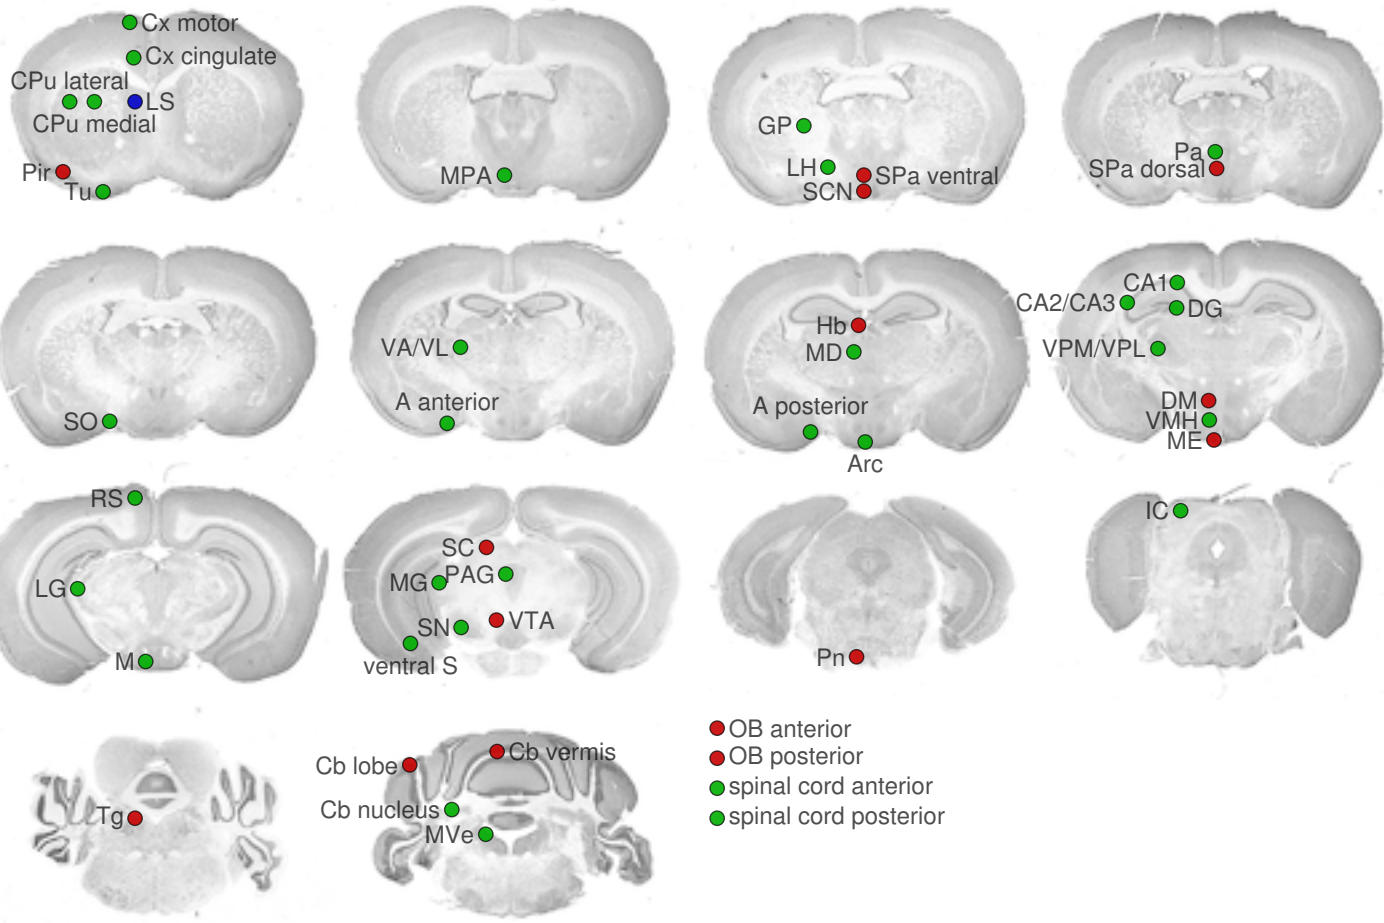 Cx motor
Cx cingulate
CPu lateral
LS
CPu medial
Pir
Tu
MPA
GP
LH
SPa ventral
SCN
Pa
SPa dorsal
SO
VA/VL
A anterior
Hb
MD
A posterior
Arc
CA1
CA2/CA3
DG
VPM/VPL
DM
VMH
ME
RS
LG
M
SC
MG
PAG
SN
VTA
ventral S
Pn
IC
Tg
Cb vermis
Cb lobe
Cb nucleus
MVe
OB anterior
OB posterior
spinal cord anterior
spinal cord posterior